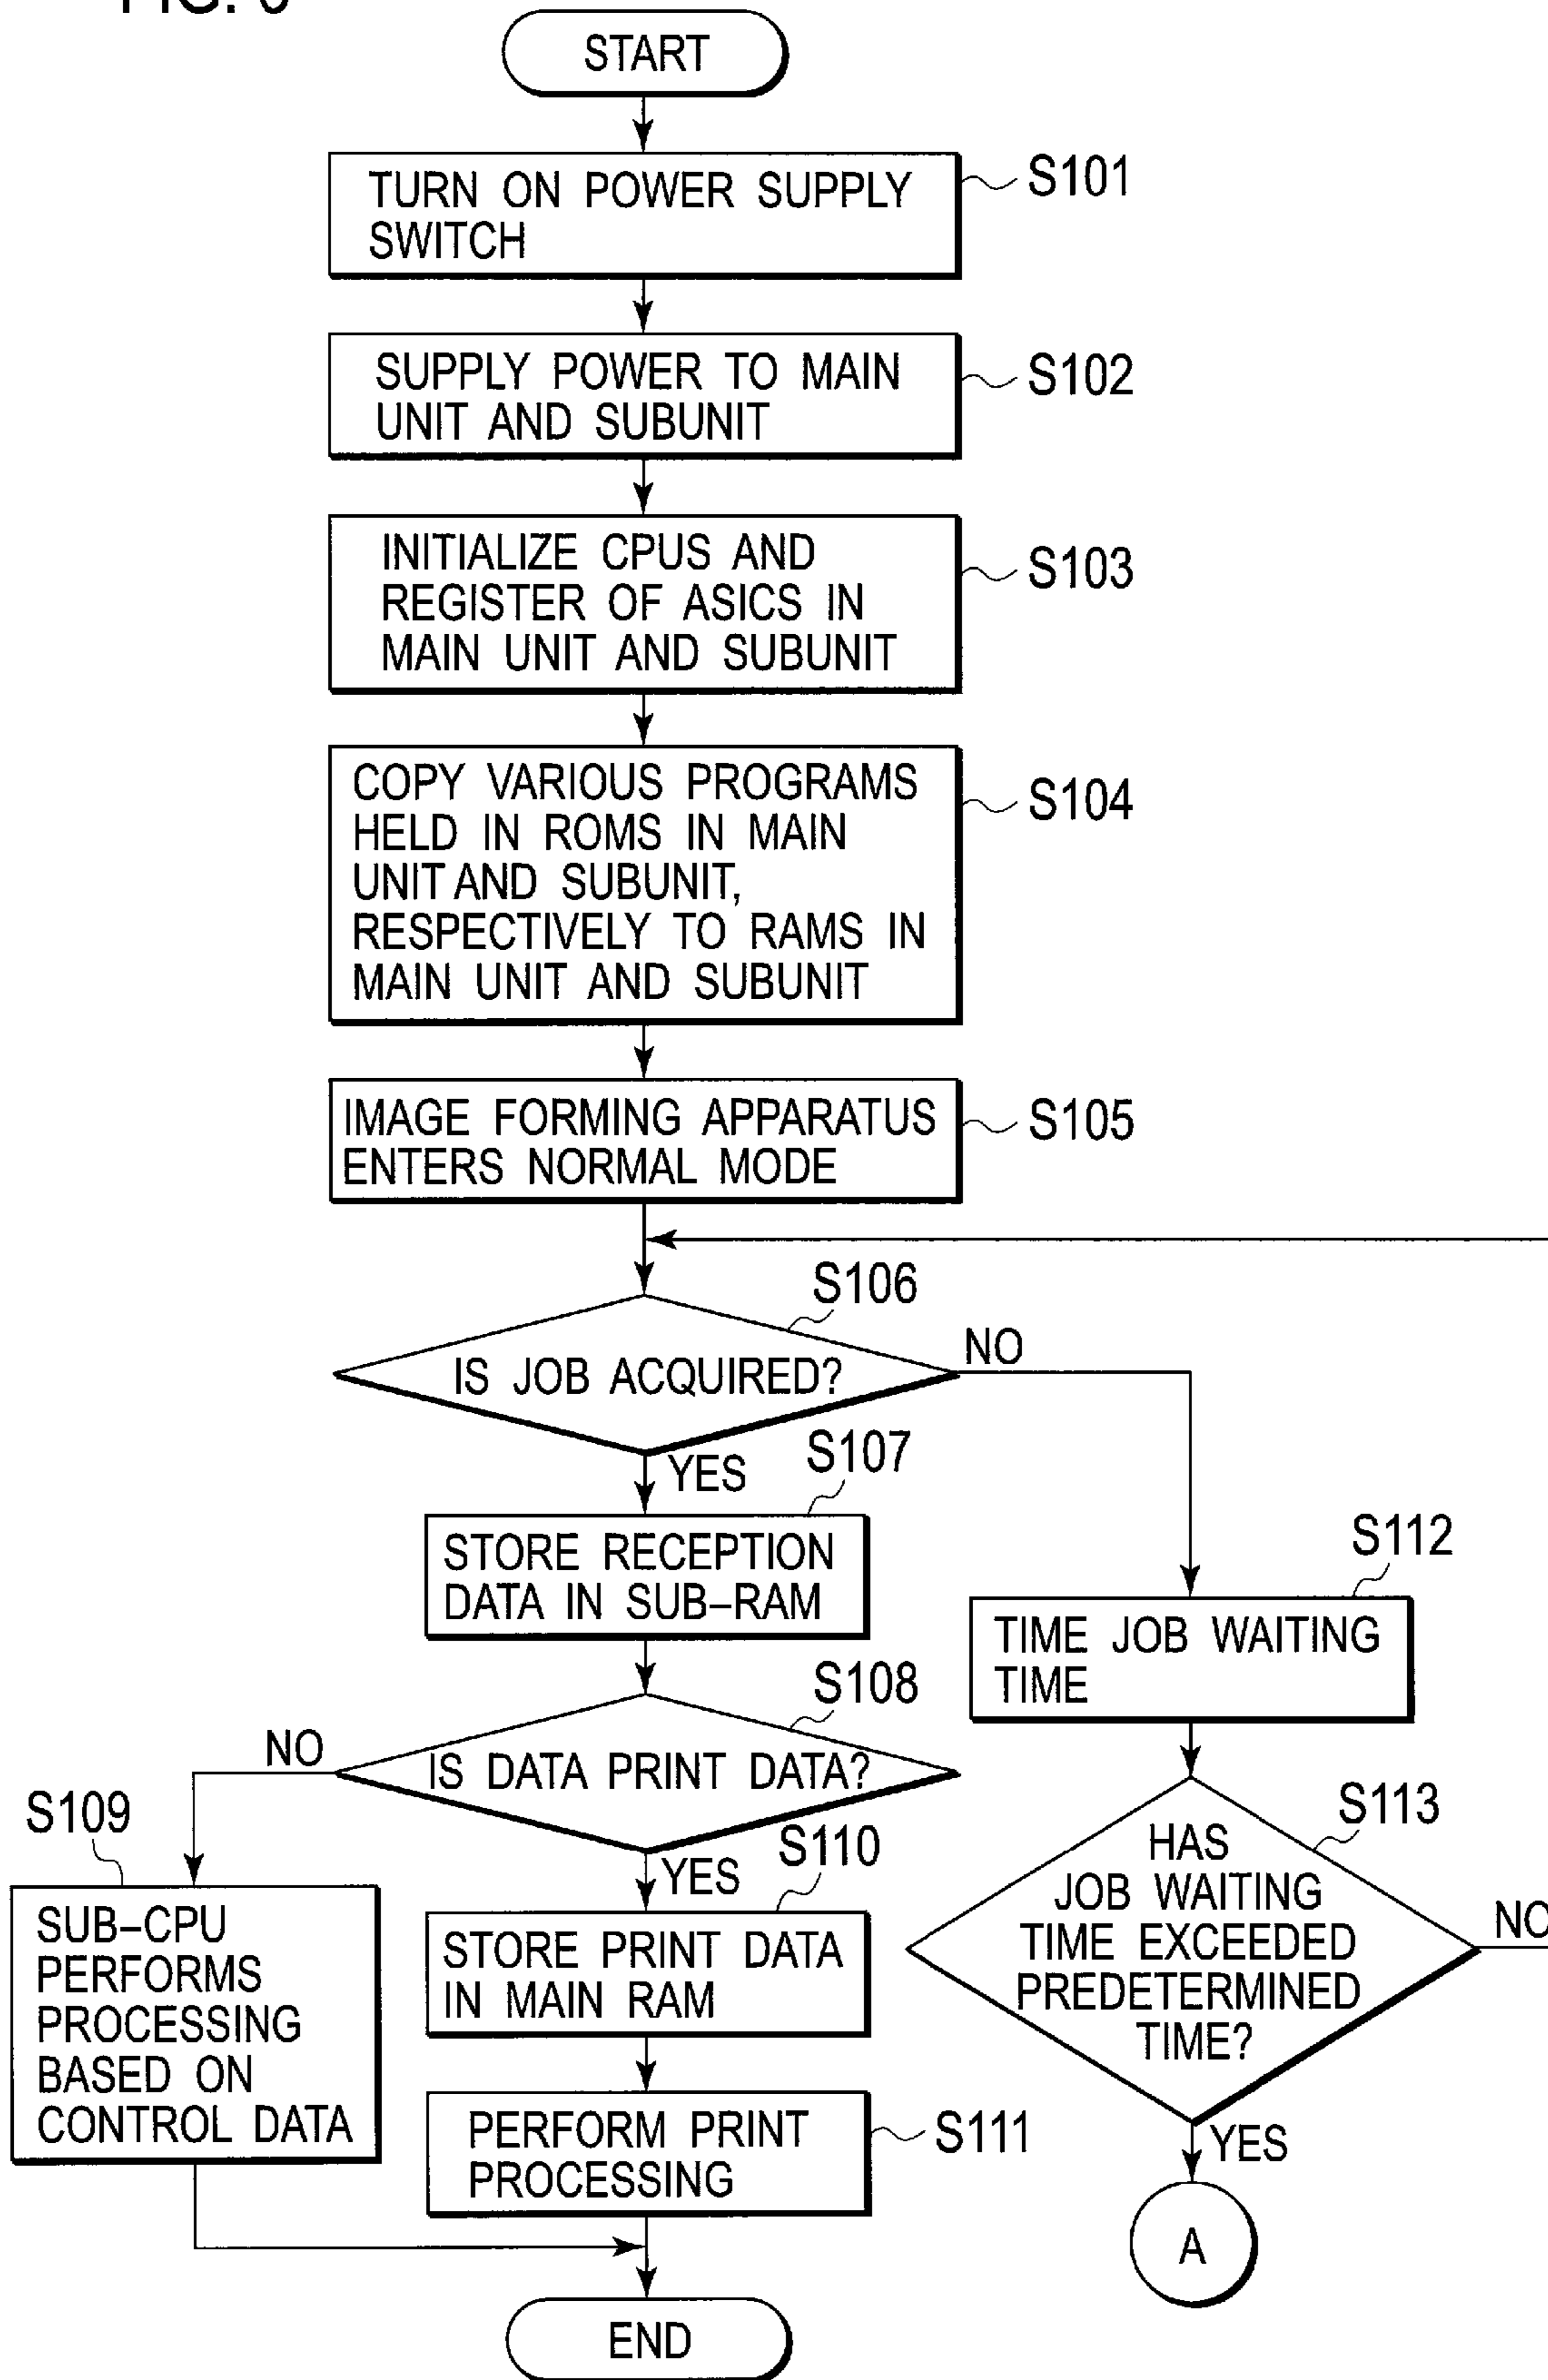 START
TURN ON POWER SUPPLY
SWITCH
S101
SUPPLY POWER TO MAIN
UNIT AND SUBUNIT
S102
INITIALIZE CPUS AND
REGISTER OF ASICS IN
MAIN UNIT AND SUBUNIT
S103
COPY VARIOUS PROGRAMS
HELD IN ROMS IN MAIN
UNIT AND SUBUNIT,
RESPECTIVELY TO RAMS IN
MAIN UNIT AND SUBUNIT
S104
IMAGE FORMING APPARATUS
ENTERS NORMAL MODE
S105
S106
IS JOB ACQUIRED?
NO
YES
S107
STORE RECEPTION
DATA IN SUB–RAM
S112
TIME JOB WAITING
TIME
S108
IS DATA PRINT DATA?
NO
YES
S109
SUB–CPU
PERFORMS
PROCESSING
BASED ON
CONTROL DATA
S110
STORE PRINT DATA
IN MAIN RAM
S113
HAS
JOB WAITING
TIME EXCEEDED
PREDETERMINED
TIME?
NO
YES
PERFORM PRINT
PROCESSING
S111
A
END